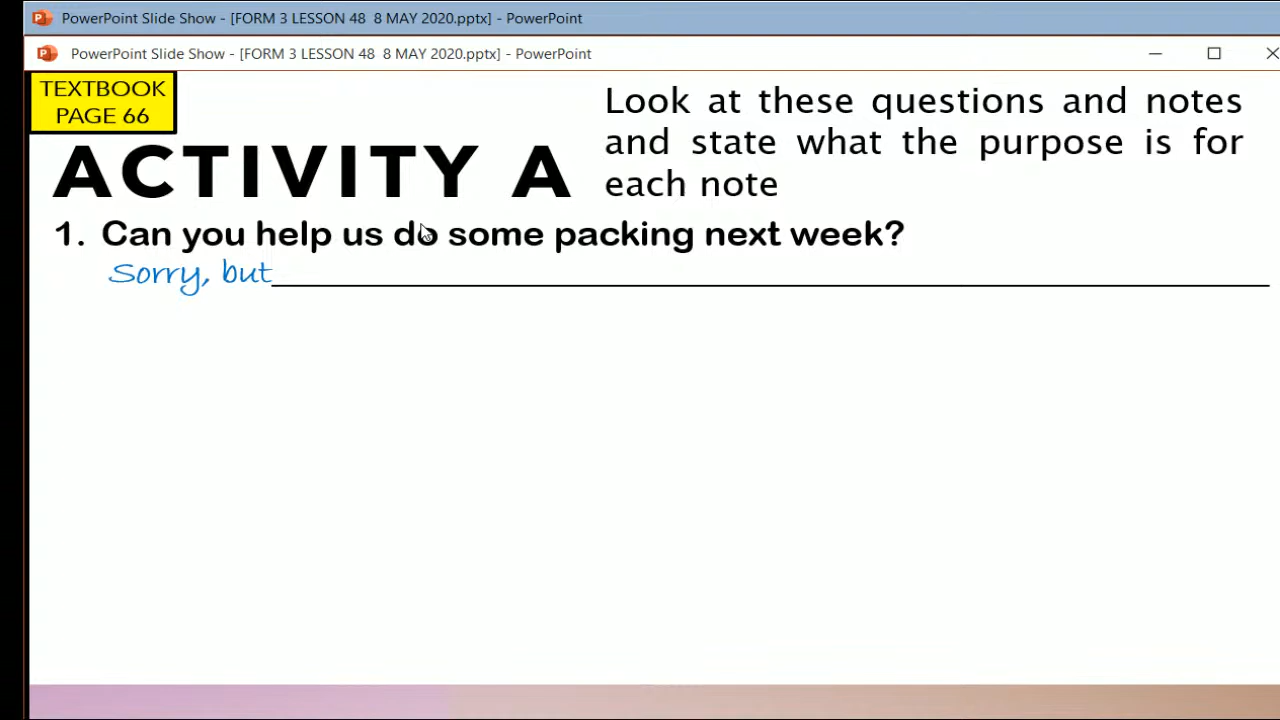 PowerPoint Slide Show - [FORM 3 LESSON 48  8 MAY 2020.pptx] - PowerPoint
PowerPoint Slide Show - [FORM 3 LESSON 48  8 MAY 2020.pptx] - PowerPoint
TEXTBOOK
PAGE 66
ACTIVITY A
Look at these questions and notes
and state what the purpose is for
each note
1. Can you help us do some packing next week?
Sorry, but